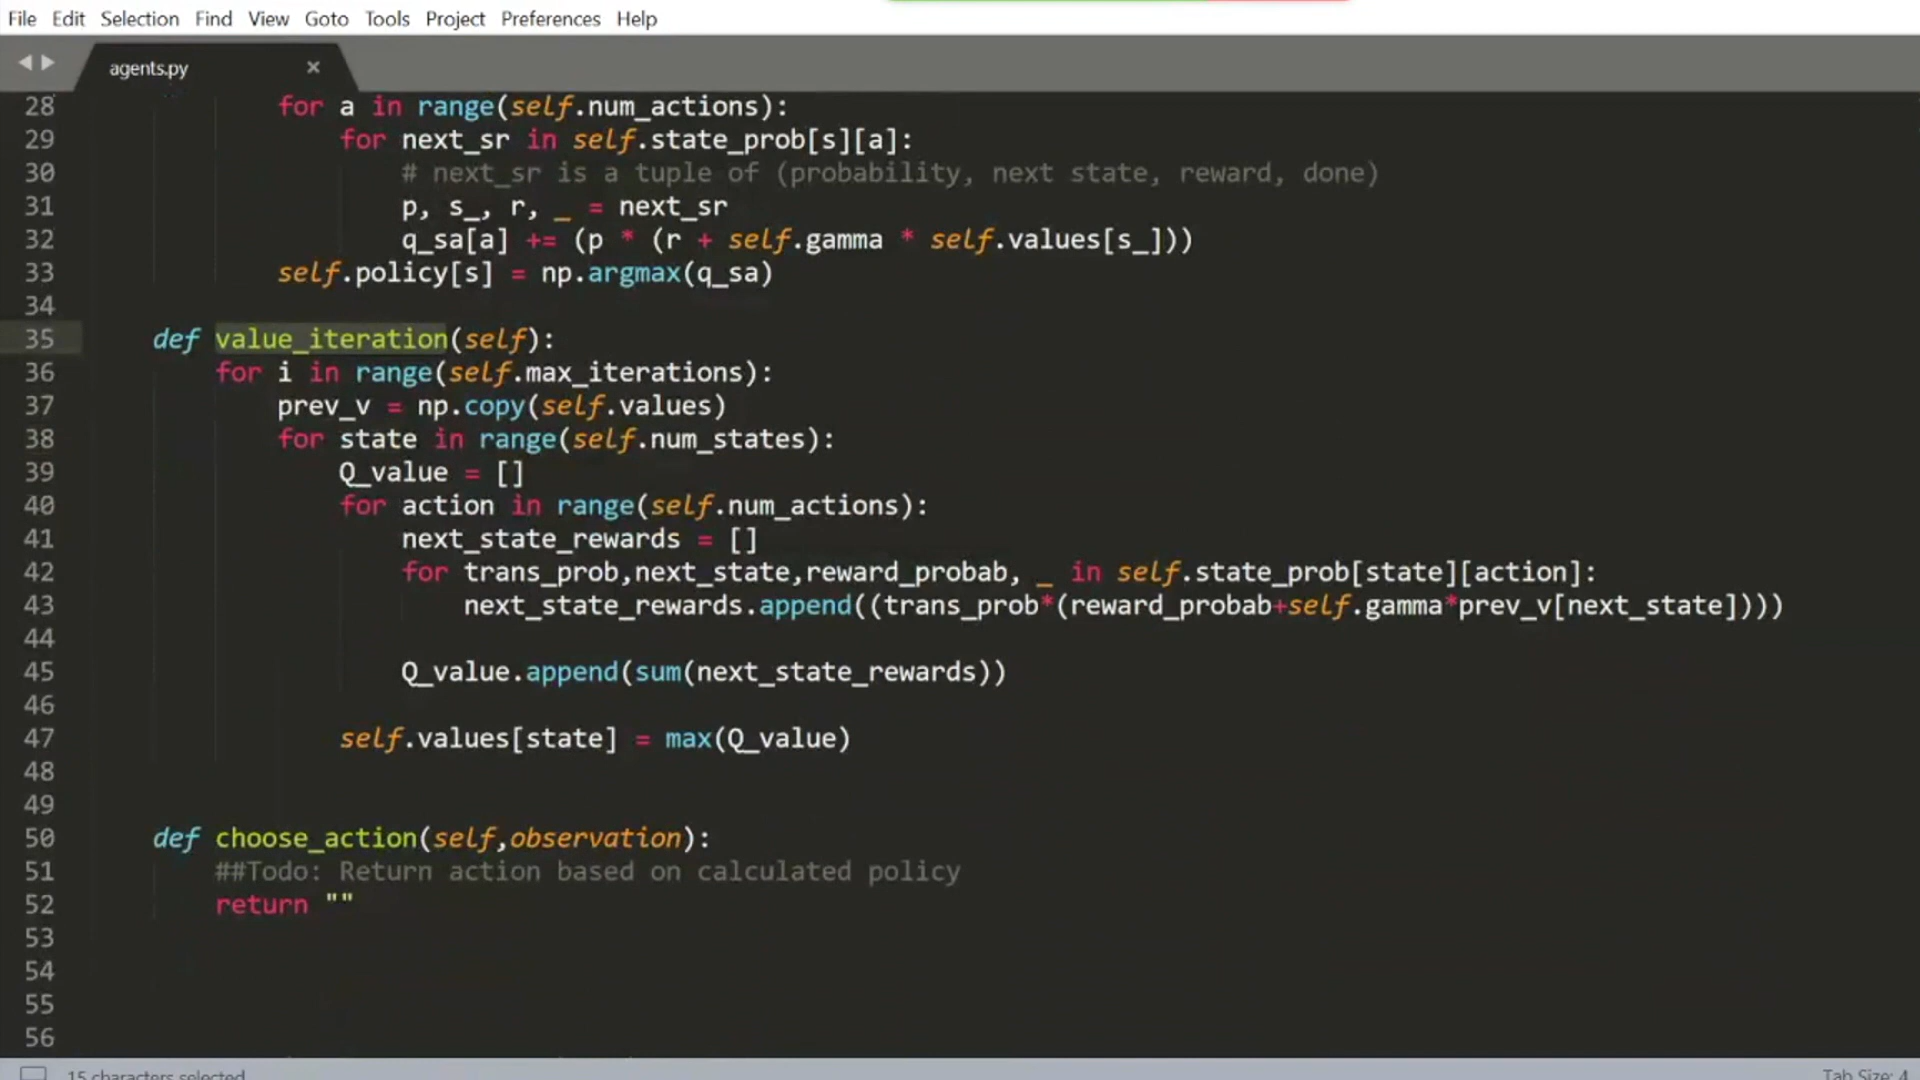 File Edit Selection Find View Goto Tools Project Preferences Help
agents.py ×
28 for a in range(self.num_actions):
29 for next_sr in self.state_prob[s][a]:
30 # next_sr is a tuple of (probability, next state, reward, done)
31 p, s_, r, _ = next_sr
32 q_sa[a] += (p * (r + self.gamma * self.values[s_]))
33 self.policy[s] = np.argmax(q_sa)
34
35 def value_iteration(self):
36 for i in range(self.max_iterations):
37 prev_v = np.copy(self.values)
38 for state in range(self.num_states):
39 Q_value = []
40 for action in range(self.num_actions):
41 next_state_rewards = []
42 for trans_prob,next_state,reward_probab, _ in self.state_prob[state][action]:
43 next_state_rewards.append((trans_prob*(reward_probab+self.gamma*prev_v[next_state])))
44
45 Q_value.append(sum(next_state_rewards))
46
47 self.values[state] = max(Q_value)
48
49
50 def choose_action(self,observation):
51 ##Todo: Return action based on calculated policy
52 return ""
53
54
55
56
15 characters selected Tab Size: 4